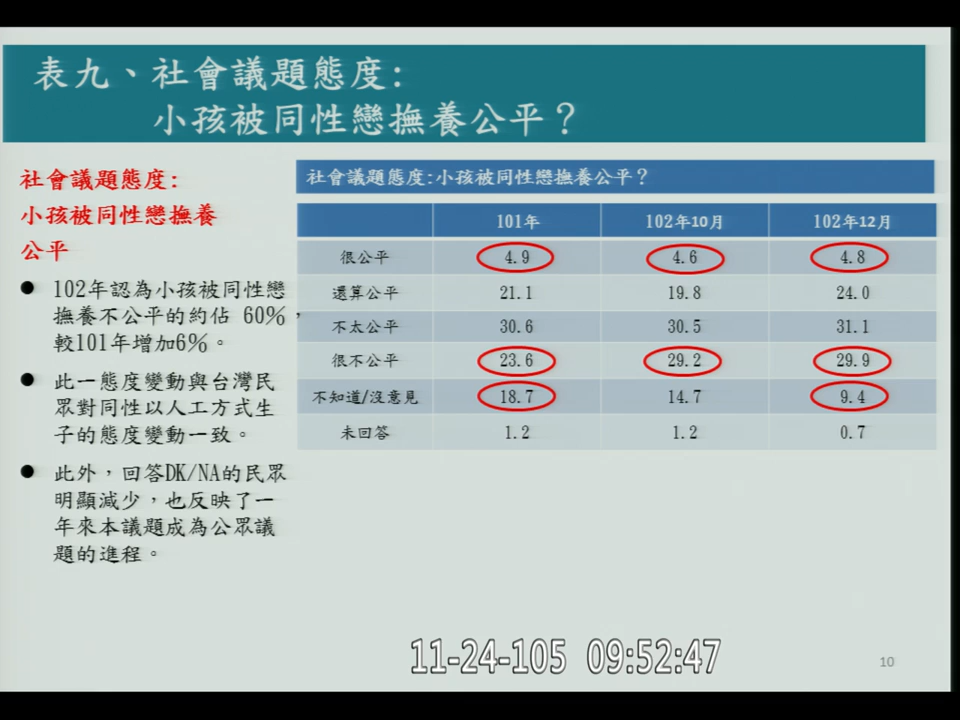 表九、社會議題態度:
小孩被同性戀撫養公平？
社會議題態度:
小孩被同性戀撫養
公平
● 102年認為小孩被同性戀
撫養不公平的約佔 60%，
較101年增加6%。
● 此一態度變動與台灣民
眾對同性以人工方式生
子的態度變動一致。
● 此外，回答DK/NA的民眾
明顯減少，也反映了一
年來本議題成為公眾議
題的進程。
社會議題態度:小孩被同性戀撫養公平？
101年 102年10月 102年12月
很公平 4.9 4.6 4.8
還算公平 21.1 19.8 24.0
不太公平 30.6 30.5 31.1
很不公平 23.6 29.2 29.9
不知道/沒意見 18.7 14.7 9.4
未回答 1.2 1.2 0.7
11-24-105 09:52:47
10